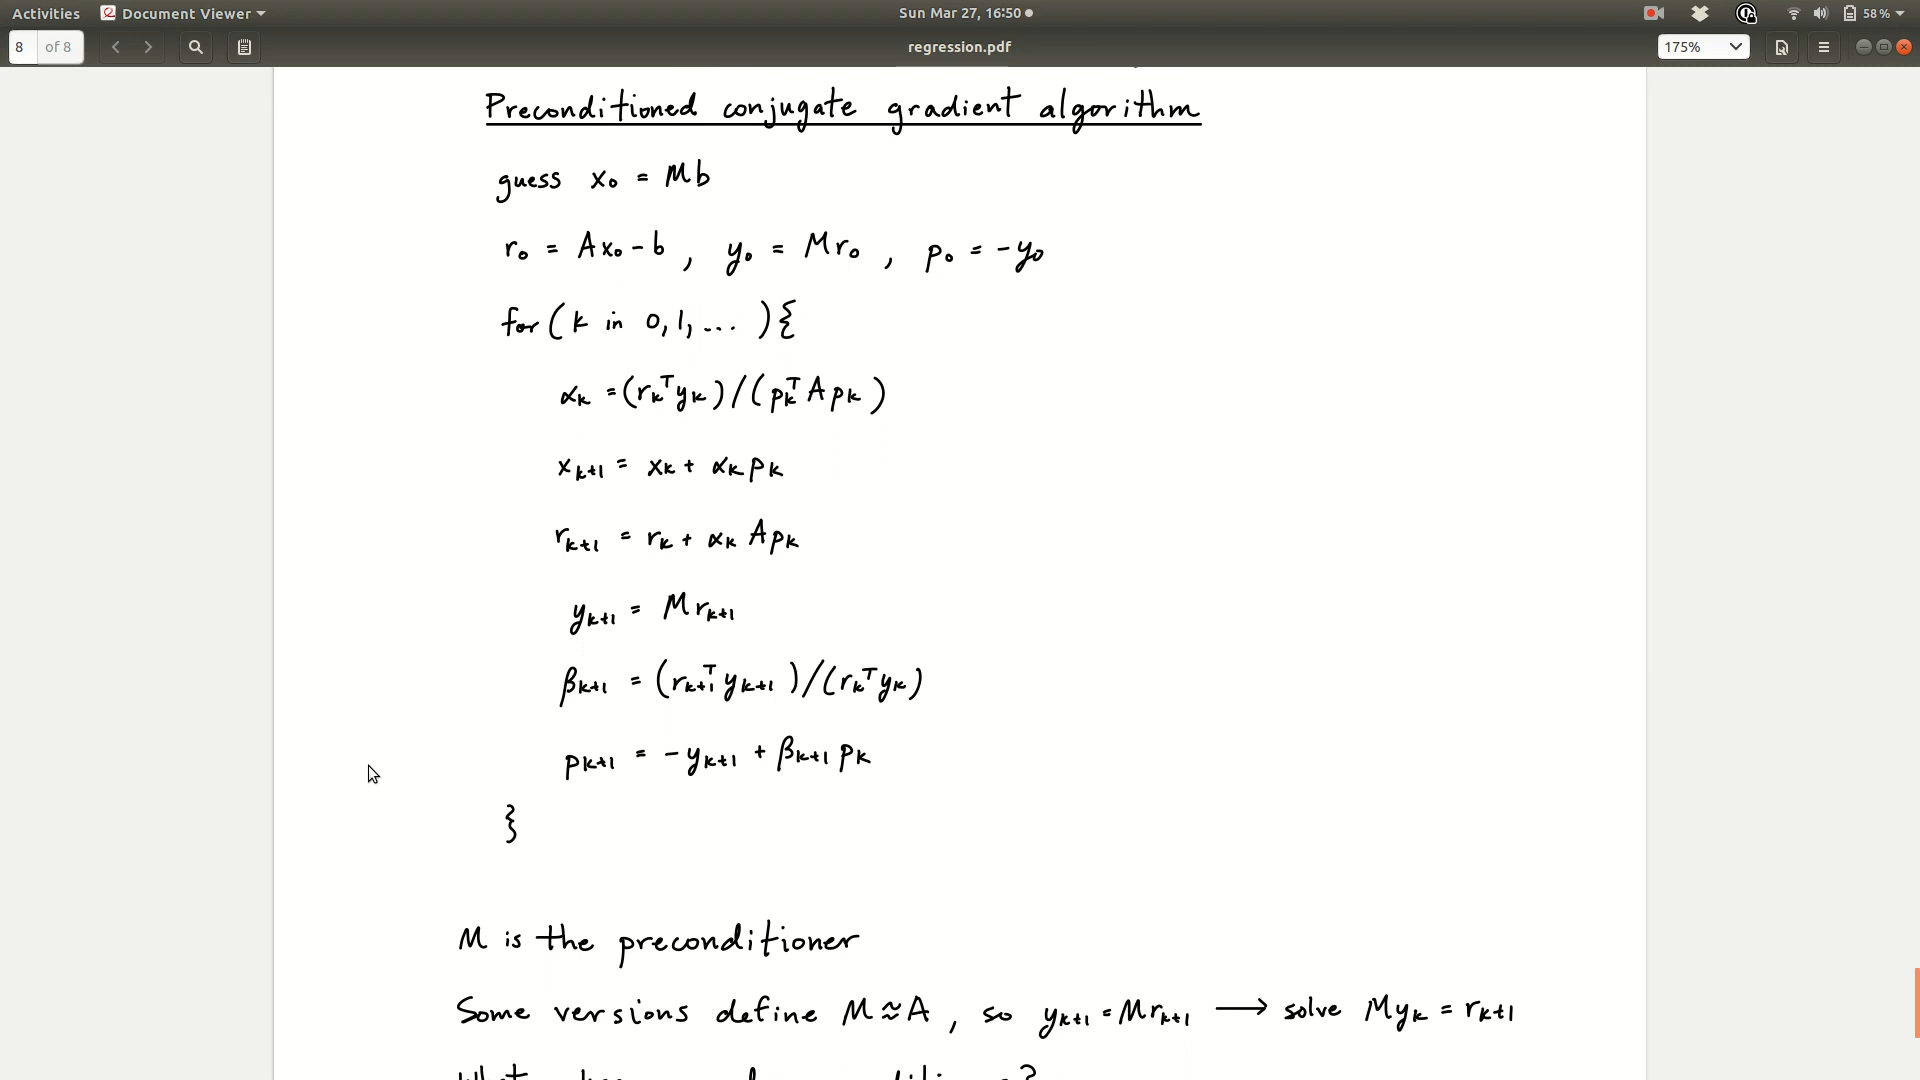 Activities Document Viewer Sun Mar 27, 16:50 58%
8 of 8 regression.pdf 175%
Preconditioned conjugate gradient algorithm
guess x₀ = Mb
r₀ = Ax₀ - b , y₀ = Mr₀ , p₀ = -y₀
for (k in 0,1,... ){
αₖ = (rₖᵀyₖ)/(pₖᵀApₖ)
xₖ₊₁ = xₖ + αₖpₖ
rₖ₊₁ = rₖ + αₖ Apₖ
yₖ₊₁ = Mrₖ₊₁
βₖ₊₁ = (rₖ₊₁ᵀyₖ₊₁)/(rₖᵀyₖ)
pₖ₊₁ = -yₖ₊₁ + βₖ₊₁pₖ
}
M is the preconditioner
Some versions define M≈A , so yₖ₊₁ = Mrₖ₊₁ ⟶ solve Myₖ = rₖ₊₁